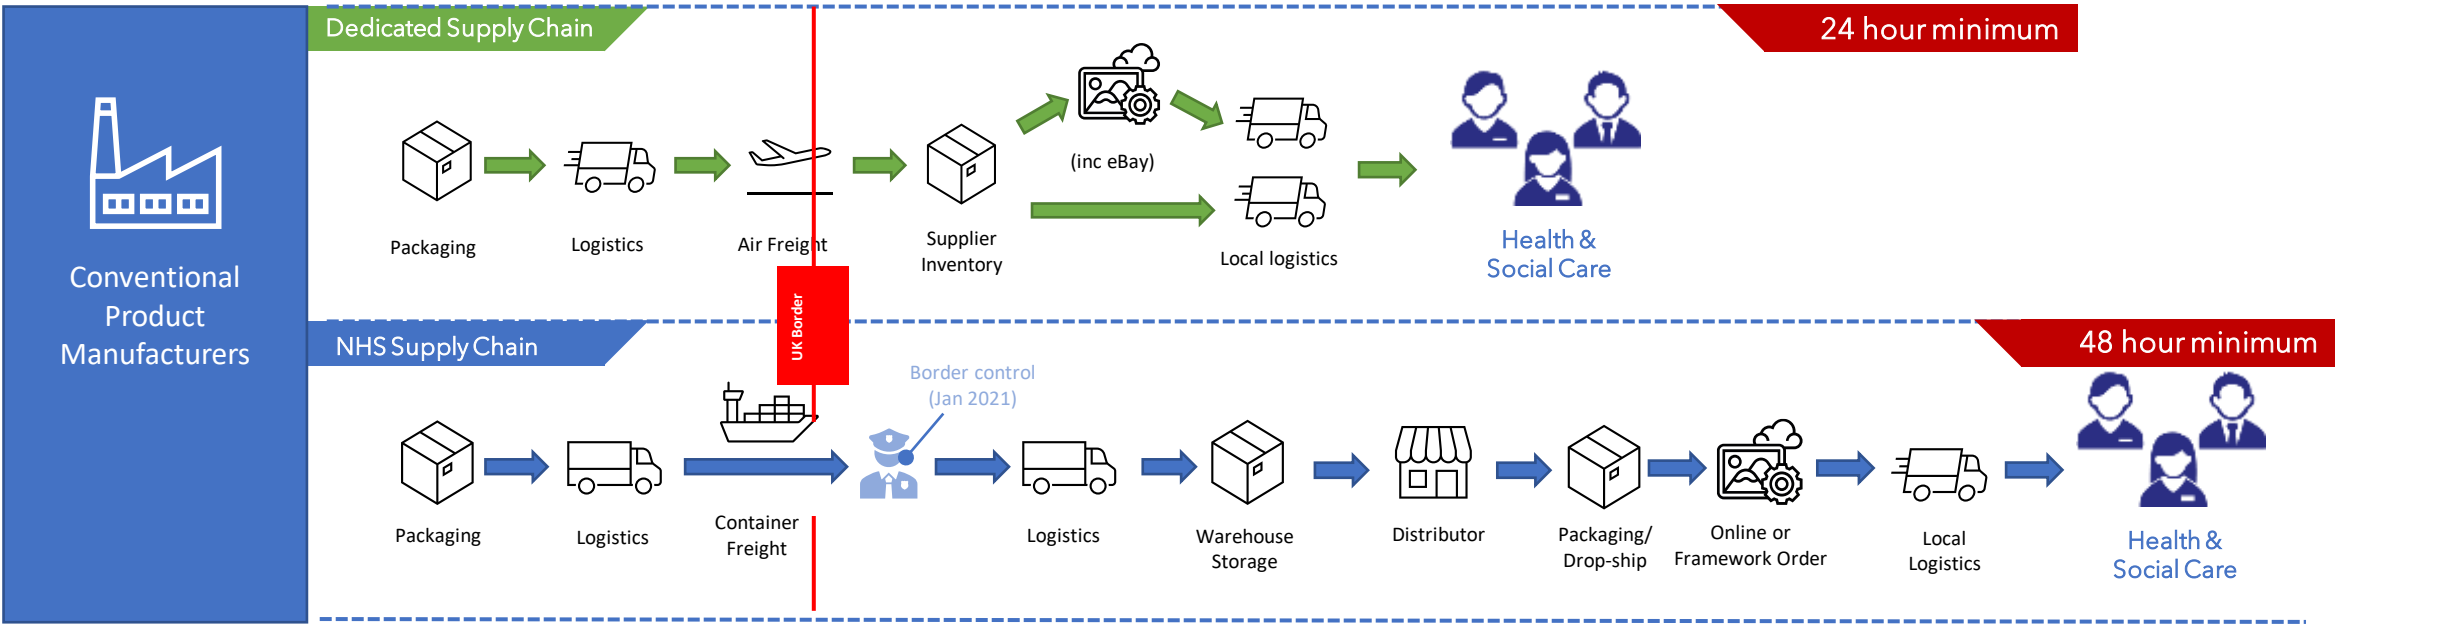 Dedicated Supply Chain
24 hour minimum
Conventional
Product
Manufacturers
(inc eBay)
Packaging
Logistics
Air Freight
Supplier
Inventory
Local logistics
Health &
Social Care
UK Border
NHS Supply Chain
48 hour minimum
Border control
(Jan 2021)
Packaging
Logistics
Container
Freight
Logistics
Warehouse
Storage
Distributor
Packaging/
Drop-ship
Online or
Framework Order
Local
Logistics
Health &
Social Care